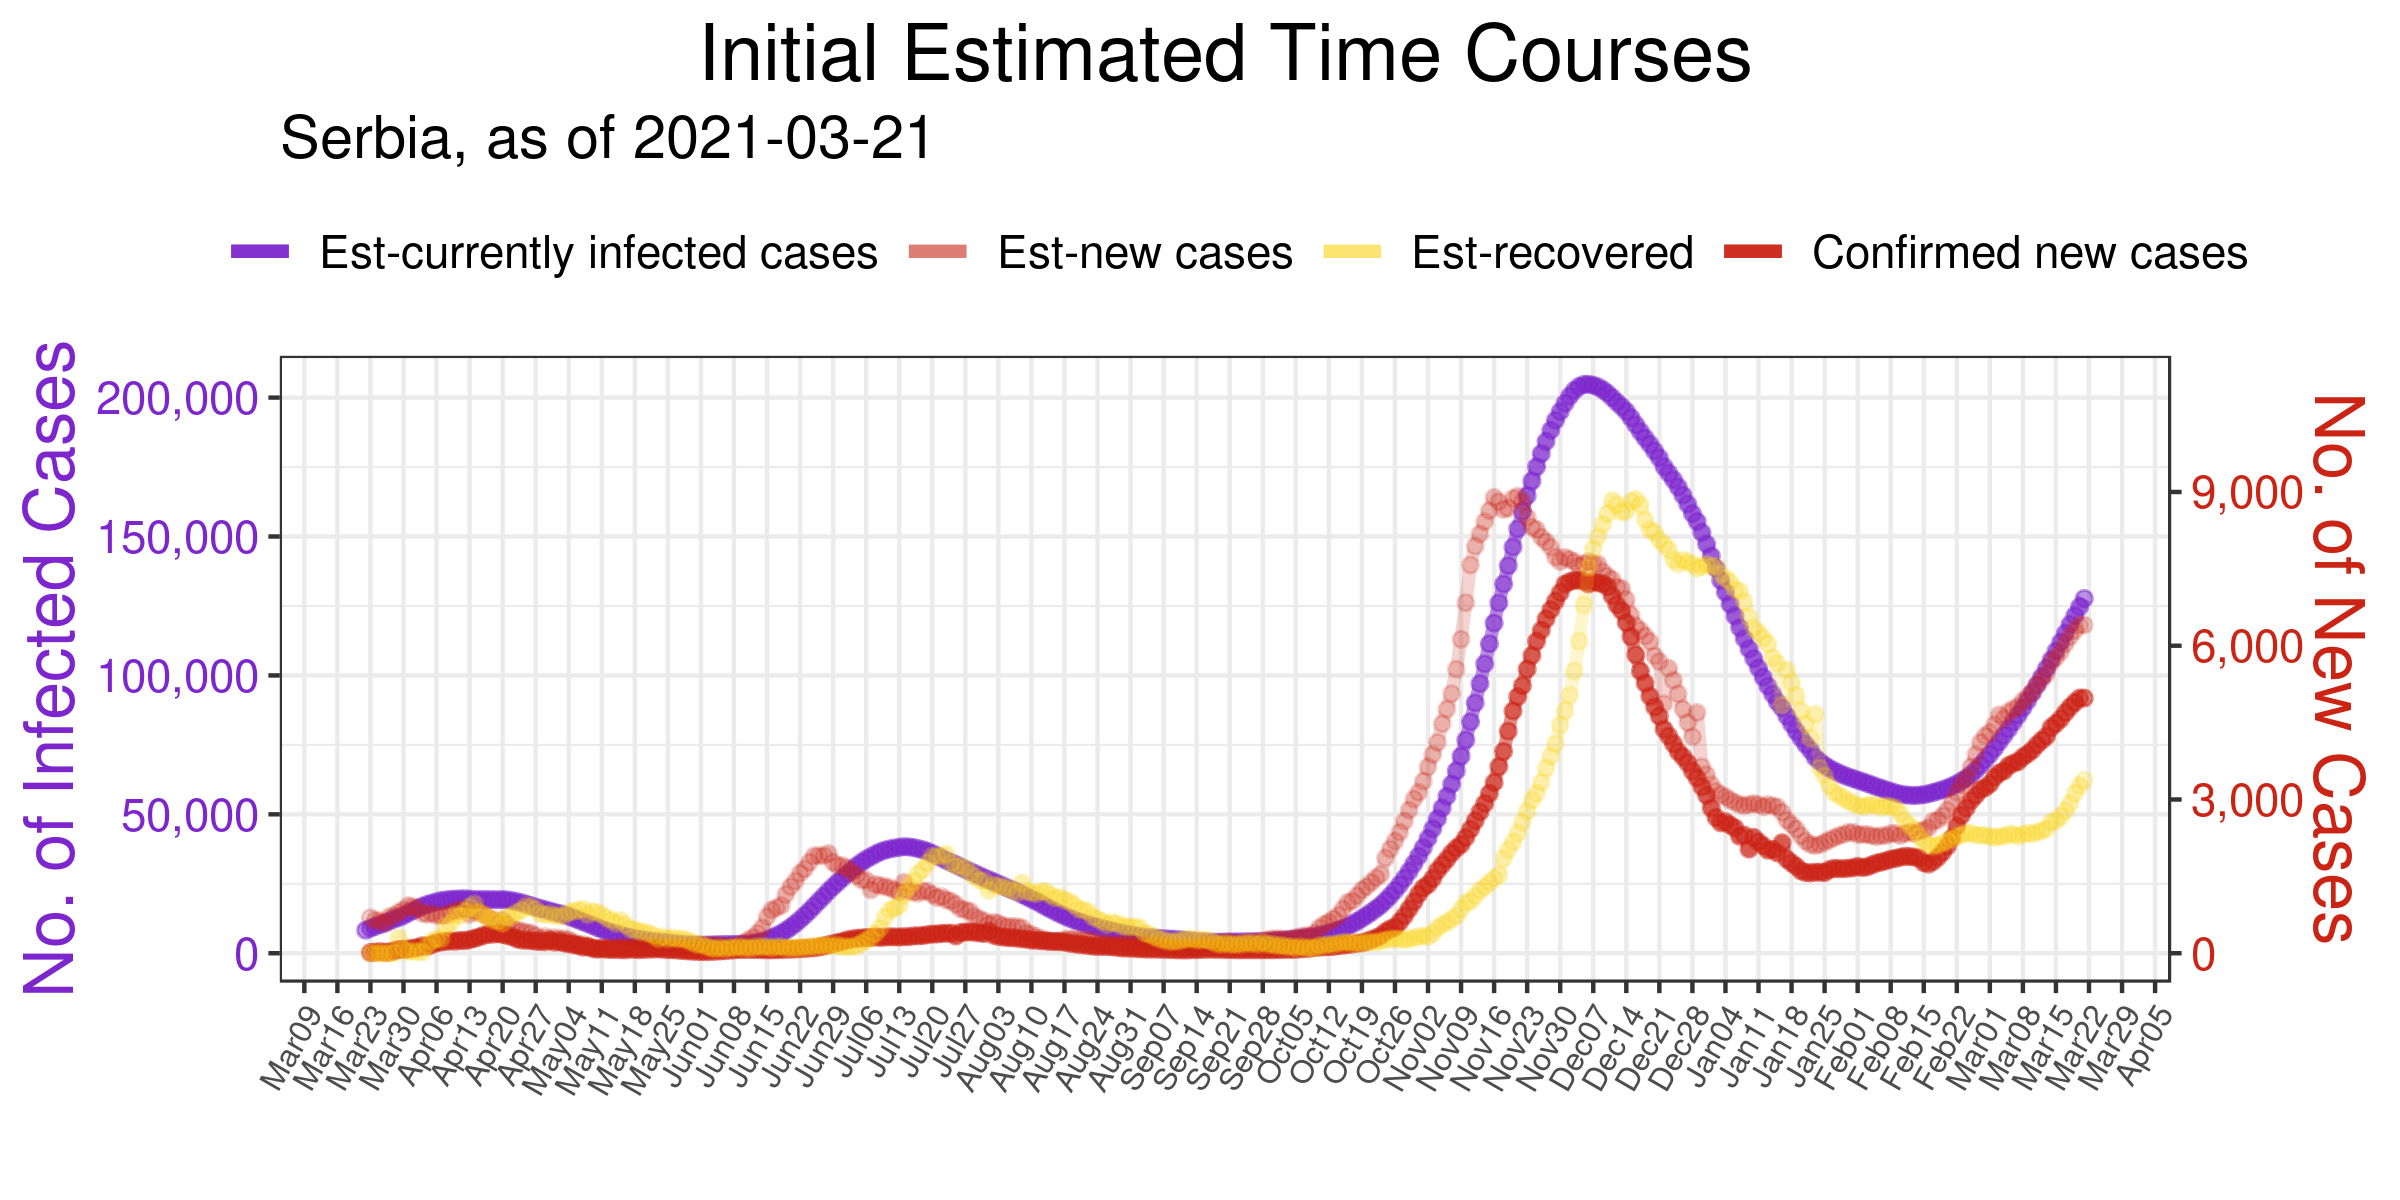 Initial Estimated Time Courses
Serbia, as of 2021-03-21
Est-currently infected cases Est-new cases Est-recovered Confirmed new cases
No. of Infected Cases
200,000
150,000
100,000
50,000
0
9,000
6,000
3,000
0
No. of New Cases
Mar09 Mar16 Mar23 Mar30 Apr06 Apr13 Apr20 Apr27 May04 May11 May18 May25 Jun01 Jun08 Jun15 Jun22 Jun29 Jul06 Jul13 Jul20 Jul27 Aug03 Aug10 Aug17 Aug24 Aug31 Sep07 Sep14 Sep21 Sep28 Oct05 Oct12 Oct19 Oct26 Nov02 Nov09 Nov16 Nov23 Nov30 Dec07 Dec14 Dec21 Dec28 Jan04 Jan11 Jan18 Jan25 Feb01 Feb08 Feb15 Feb22 Mar01 Mar08 Mar15 Mar22 Mar29 Apr05